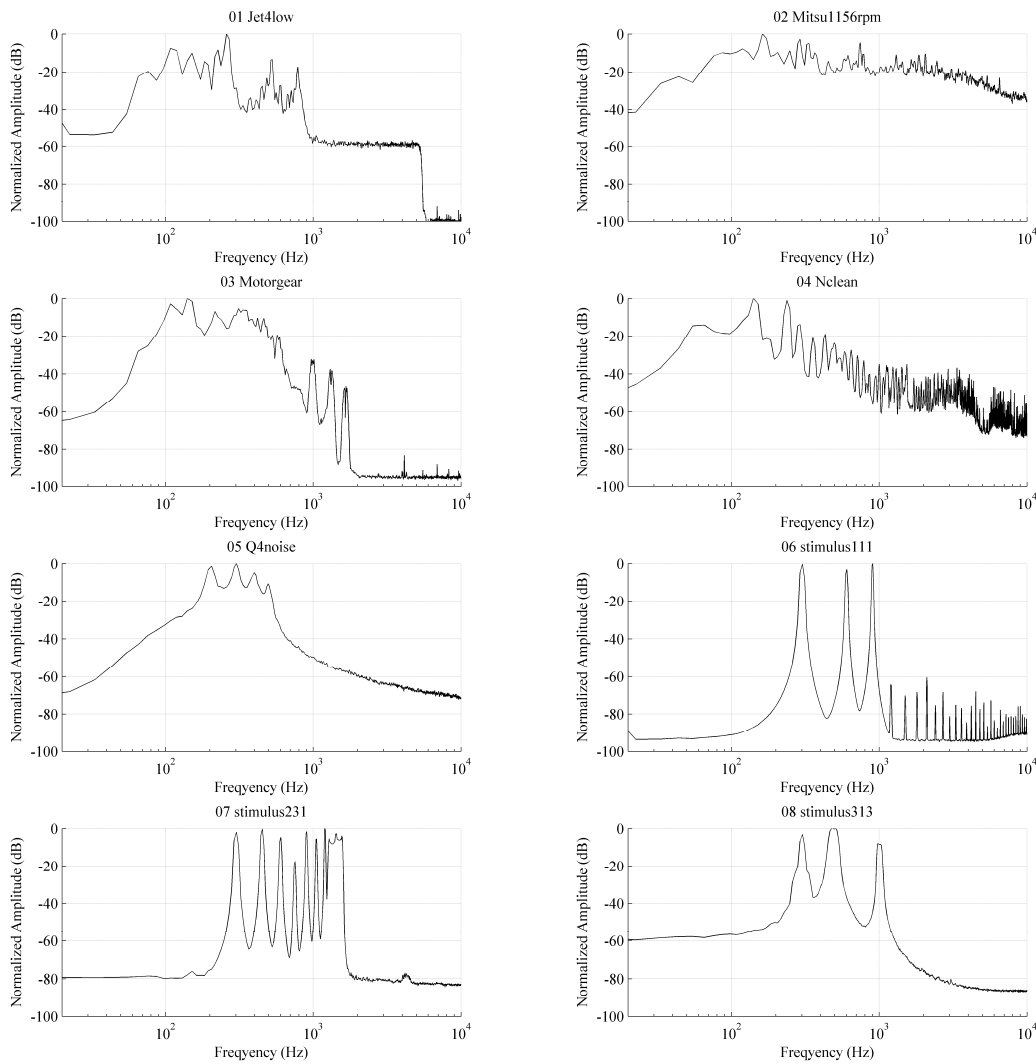 01 Jet4low
Normalized Amplitude (dB)
0
-20
-40
-60
-80
-100
10^2 10^3 10^4
Freqyency (Hz)
02 Mitsu1156rpm
Normalized Amplitude (dB)
0
-20
-40
-60
-80
-100
10^2 10^3 10^4
Freqyency (Hz)
03 Motorgear
Normalized Amplitude (dB)
0
-20
-40
-60
-80
-100
10^2 10^3 10^4
Freqyency (Hz)
04 Nclean
Normalized Amplitude (dB)
0
-20
-40
-60
-80
-100
10^2 10^3 10^4
Freqyency (Hz)
05 Q4noise
Normalized Amplitude (dB)
0
-20
-40
-60
-80
-100
10^2 10^3 10^4
Freqyency (Hz)
06 stimulus111
Normalized Amplitude (dB)
0
-20
-40
-60
-80
-100
10^2 10^3 10^4
Freqyency (Hz)
07 stimulus231
Normalized Amplitude (dB)
0
-20
-40
-60
-80
-100
10^2 10^3 10^4
Freqyency (Hz)
08 stimulus313
Normalized Amplitude (dB)
0
-20
-40
-60
-80
-100
10^2 10^3 10^4
Freqyency (Hz)